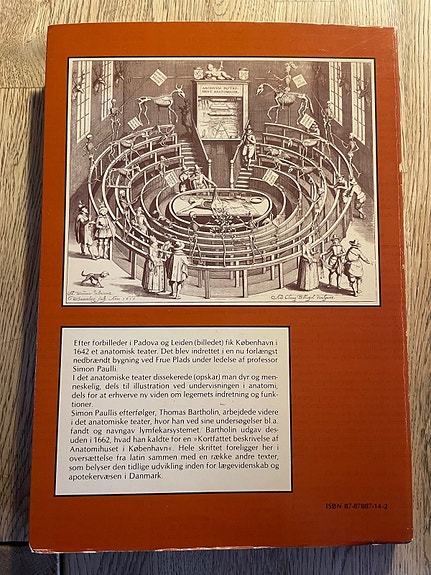 Efter forbilleder i Padova og Leiden (billedet) fik København i
1642 et anatomisk teater. Det blev indrettet i en nu forlængst
nedbrændt bygning ved Frue Plads under ledelse af professor
Simon Paulli.
I det anatomiske teater dissekerede (opskar) man dyr og men-
neskelig, dels til illustration ved undervisningen i anatomi,
dels for at erhverve ny viden om legemets indretning og funk-
tioner.
Simon Paullis efterfølger, Thomas Bartholin, arbejdede videre
i det anatomiske teater, hvor han ved sine undersøgelser bl.a.
fandt og navngav lymfekarsystemet. Bartholin udgav des-
uden i 1662, hvad han kaldte for en »Kortfattet beskrivelse af
Anatomihuset i København«. Hele skriftet foreligger her i
oversættelse fra latin sammen med en række andre texter,
som belyser den tidlige udvikling inden for lægevidenskab og
apotekervæsen i Danmark.
ISBN 87-87887-14-2